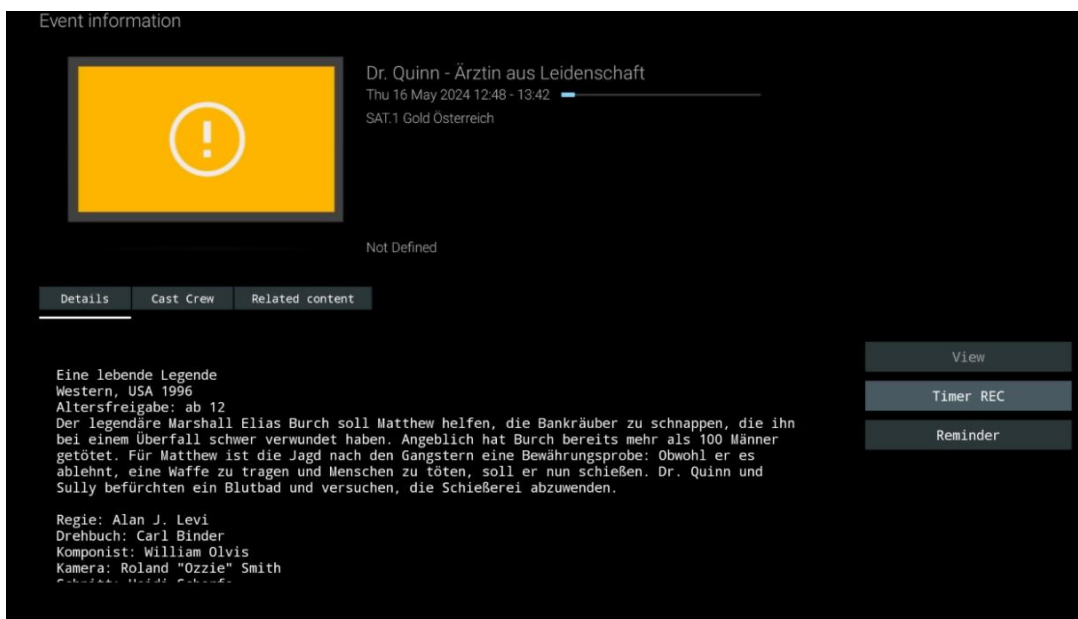 Event information
Dr. Quinn - Ärztin aus Leidenschaft
Thu 16 May 2024 12:48 - 13:42
SAT.1 Gold Österreich
!
Not Defined
Details
Cast Crew
Related content
View
Timer REC
Reminder
Eine lebende Legende
Western, USA 1996
Altersfreigabe: ab 12
Der legendäre Marshall Elias Burch soll Matthew helfen, die Bankräuber zu schnappen, die ihn
bei einem Überfall schwer verwundet haben. Angeblich hat Burch bereits mehr als 100 Männer
getötet. Für Matthew ist die Jagd nach den Gangstern eine Bewährungsprobe: Obwohl er es
ablehnt, eine Waffe zu tragen und Menschen zu töten, soll er nun schießen. Dr. Quinn und
Sully befürchten ein Blutbad und versuchen, die Schießerei abzuwenden.
Regie: Alan J. Levi
Drehbuch: Carl Binder
Komponist: William Olvis
Kamera: Roland "Ozzie" Smith